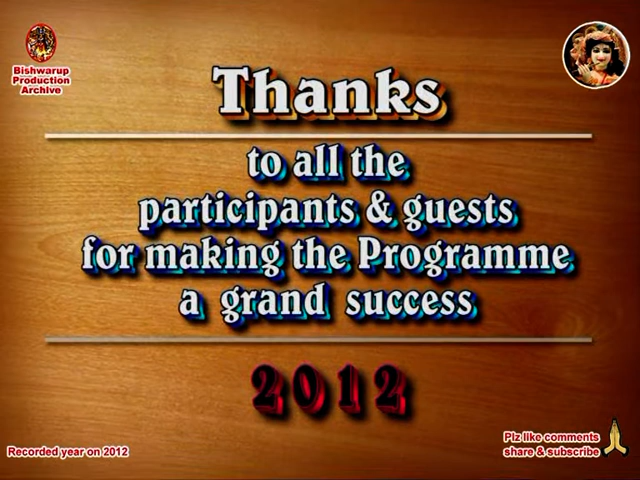 Bishwarup
Production
Archive
Thanks
to all the
participants & guests
for making the Programme
a grand success
2012
Recorded year on 2012
Plz like comments
share & subscribe